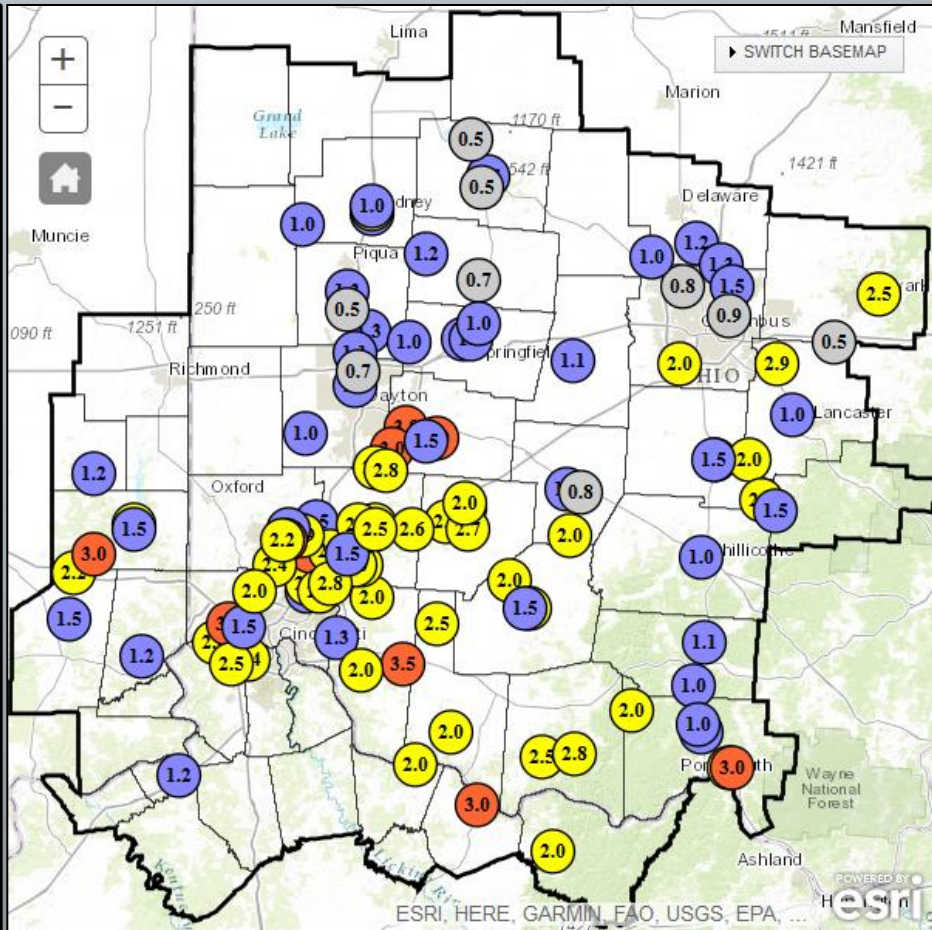 Lima
Mansfield
+
SWITCH BASEMAP
−
Marion
Grand
Lake
1170 ft
0.5
542 ft
1421 ft
0.5
Delaware
1.0
1.0
Muncie
1.2
1.0
Piqua
1.2
0.7
0.8
1.5
2.5
0.5
250 ft
0.9
090 ft
1251 ft
1.0
1.0
0.5
Richmond
0.7
1.1
2.0
2.9
1.0
Lancaster
1.0
1.5
2.8
1.5
2.0
1.2
Oxford
0.8
2.0
1.5
1.5
2.2
2.5
2.6
2.7
2.0
3.0
1.5
1.0
2.4
2.0
2.0
2.8
2.0
1.5
1.5
1.5
2.5
1.3
1.1
1.2
2.5
2.0
3.5
1.0
2.0
2.0
1.0
2.5
2.8
2.0
3.0
1.2
Wayne
National
Forest
3.0
2.0
Ashland
POWERED BY
esri
ESRI, HERE, GARMIN, FAO, USGS, EPA, ...